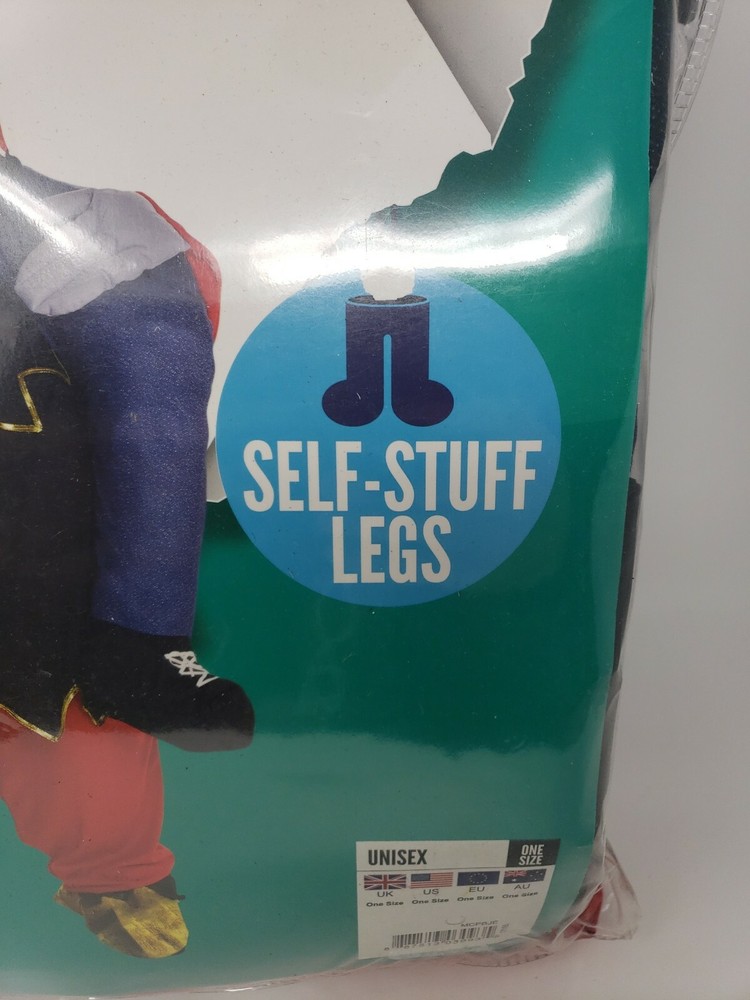 SELF-STUFF
LEGS
UNISEX
ONE
SIZE
UK US EU AU
One Size One Size One Size One Size